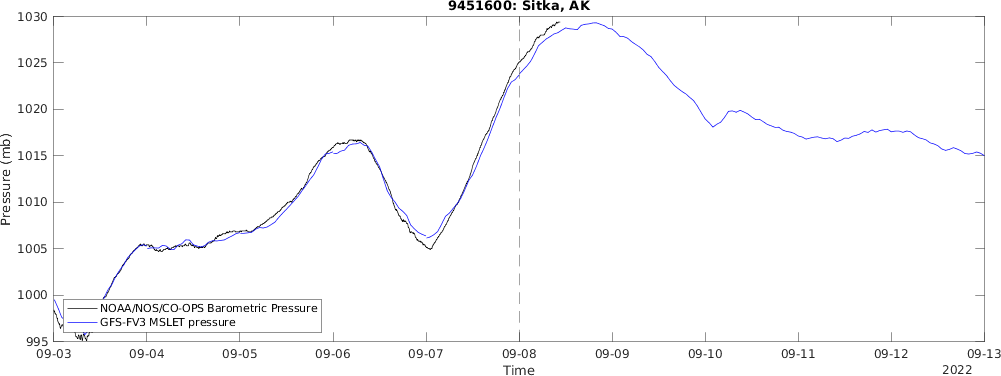 9451600: Sitka, AK
Pressure (mb)
1030
1025
1020
1015
1010
1005
1000
995
NOAA/NOS/CO-OPS Barometric Pressure
GFS-FV3 MSLET pressure
09-03 09-04 09-05 09-06 09-07 09-08 09-09 09-10 09-11 09-12 09-13
Time
2022